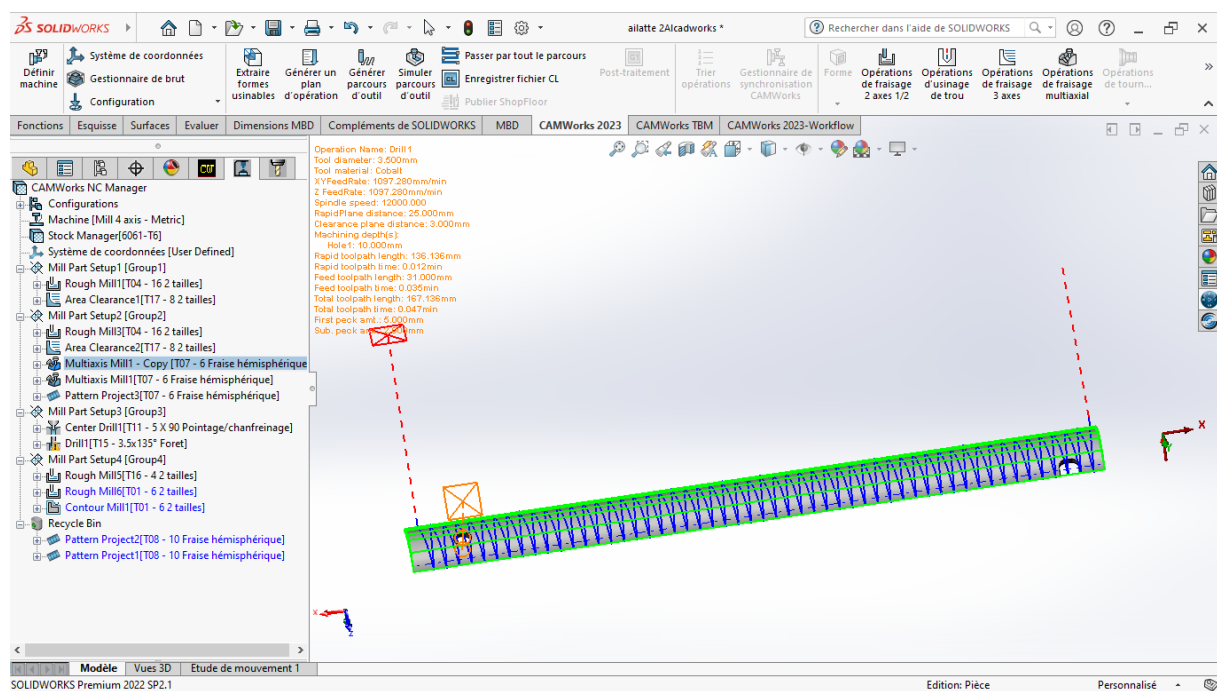 SOLIDWORKS
ailatte 2Alcadworks *
Rechercher dans l'aide de SOLIDWORKS
Définir machine
Système de coordonnées
Gestionnaire de brut
Configuration
Extraire formes usinables
Générer un plan d'opération
Générer parcours d'outil
Simuler parcours d'outil
Passer par tout le parcours
Enregistrer fichier CL
Publier ShopFloor
Post-traitement
Trier opérations
Gestionnaire de synchronisation CAMWorks
Forme
Opérations de fraisage 2 axes 1/2
Opérations d'usinage de trou
Opérations de fraisage 3 axes
Opérations de fraisage multiaxial
Opérations de tourn...
Fonctions
Esquisse
Surfaces
Evaluer
Dimensions MBD
Compléments de SOLIDWORKS
MBD
CAMWorks 2023
CAMWorks TBM
CAMWorks 2023-Workflow
CAMWorks NC Manager
Configurations
Machine [Mill 4 axis - Metric]
Stock Manager[6061-T6]
Système de coordonnées [User Defined]
Mill Part Setup1 [Group1]
Rough Mill1[T04 - 16 2 tailles]
Area Clearance1[T17 - 8 2 tailles]
Mill Part Setup2 [Group2]
Rough Mill3[T04 - 16 2 tailles]
Area Clearance2[T17 - 8 2 tailles]
Multiaxis Mill1 - Copy [T07 - 6 Fraise hémisphérique
Multiaxis Mill1[T07 - 6 Fraise hémisphérique]
Pattern Project3[T07 - 6 Fraise hémisphérique]
Mill Part Setup3 [Group3]
Center Drill1[T11 - 5 X 90 Pointage/chanfreinage]
Drill1[T15 - 3.5x135° Foret]
Mill Part Setup4 [Group4]
Rough Mill5[T16 - 4 2 tailles]
Rough Mill6[T01 - 6 2 tailles]
Contour Mill1[T01 - 6 2 tailles]
Recycle Bin
Pattern Project2[T08 - 10 Fraise hémisphérique]
Pattern Project1[T08 - 10 Fraise hémisphérique]
Operation Name: Drill1
Tool diameter: 3.500mm
Tool material: Cobalt
XYFeedRate: 1097.280mm/min
Z FeedRate: 1097.280mm/min
Spindle speed: 12000.000
RapidPlane distance: 25.000mm
Clearance plane distance: 3.000mm
Machining depth(s):
Hole1: 10.000mm
Rapid toolpath length: 136.136mm
Rapid toolpath time: 0.012min
Feed toolpath length: 31.000mm
Feed toolpath time: 0.035min
Total toolpath length: 167.136mm
Total toolpath time: 0.047min
First peck amt.: 5.000mm
Sub. peck
X
Y
X
Z
Modèle
Vues 3D
Etude de mouvement 1
SOLIDWORKS Premium 2022 SP2.1
Edition: Pièce
Personnalisé